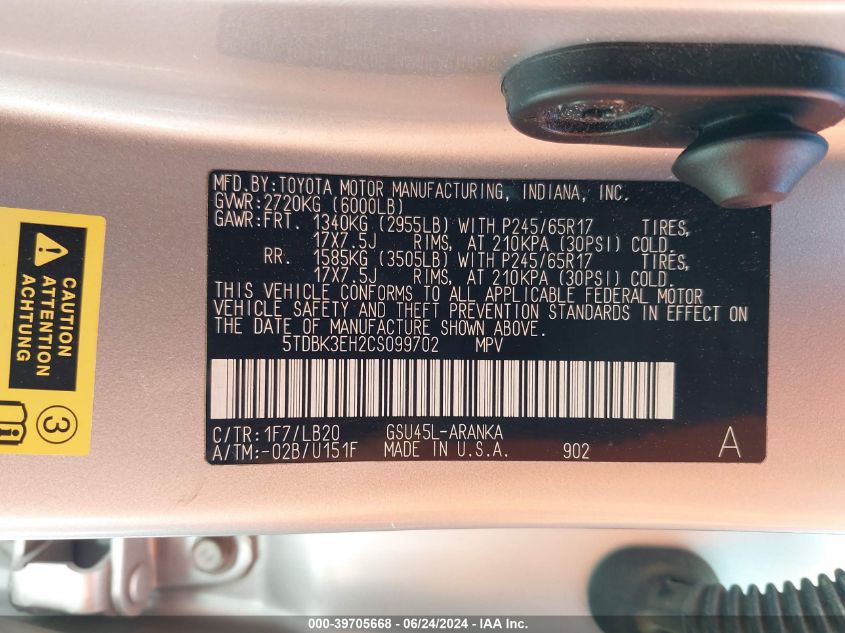 MFD.BY:TOYOTA MOTOR MANUFACTURING, INDIANA, INC.
GVWR:2720KG (6000LB)
GAWR:FRT. 1340KG (2955LB) WITH P245/65R17 TIRES,
17X7.5J RIMS, AT 210KPA (30PSI) COLD.
RR. 1585KG (3505LB) WITH P245/65R17 TIRES,
17X7.5J RIMS, AT 210KPA (30PSI) COLD.
THIS VEHICLE CONFORMS TO ALL APPLICABLE FEDERAL MOTOR
VEHICLE SAFETY AND THEFT PREVENTION STANDARDS IN EFFECT ON
THE DATE OF MANUFACTURE SHOWN ABOVE.
5TDBK3EH2CS099702 MPV
C/TR:1F7/LB20 GSU45L-ARANKA
A/TM:-02B/U151F MADE IN U.S.A. 902 A
CAUTION
ATTENTION
ACHTUNG
3
000-39705668 - 06/24/2024 - IAA Inc.